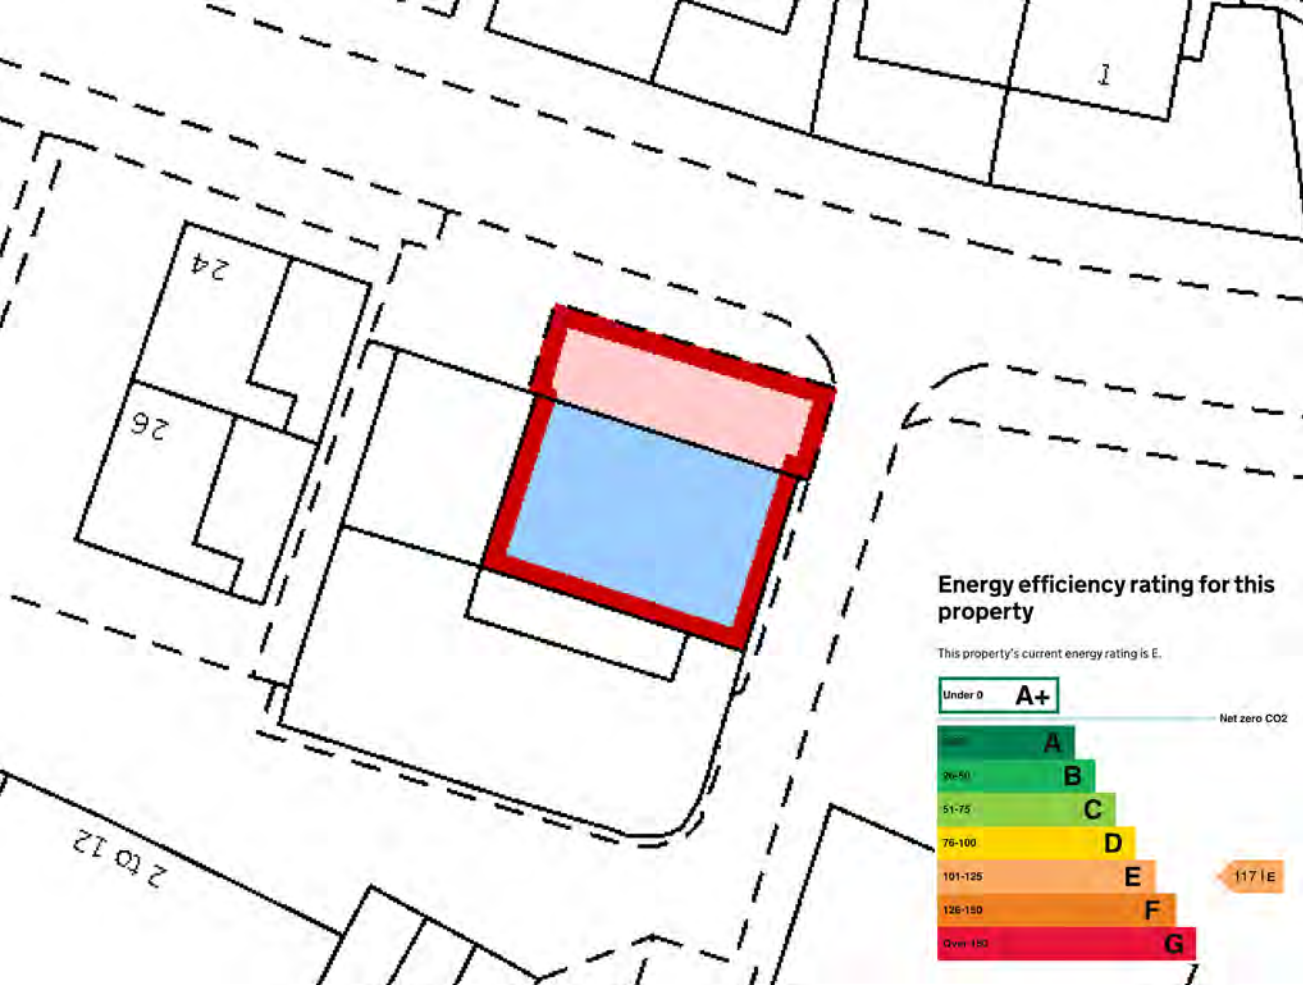 1
24
26
2 to 12
Energy efficiency rating for this
property
This property's current energy rating is E.
Under 0 A+
Net zero CO2
A
26-50 B
51-75 C
76-100 D
101-125 E
117 | E
126-150 F
Over 150 G